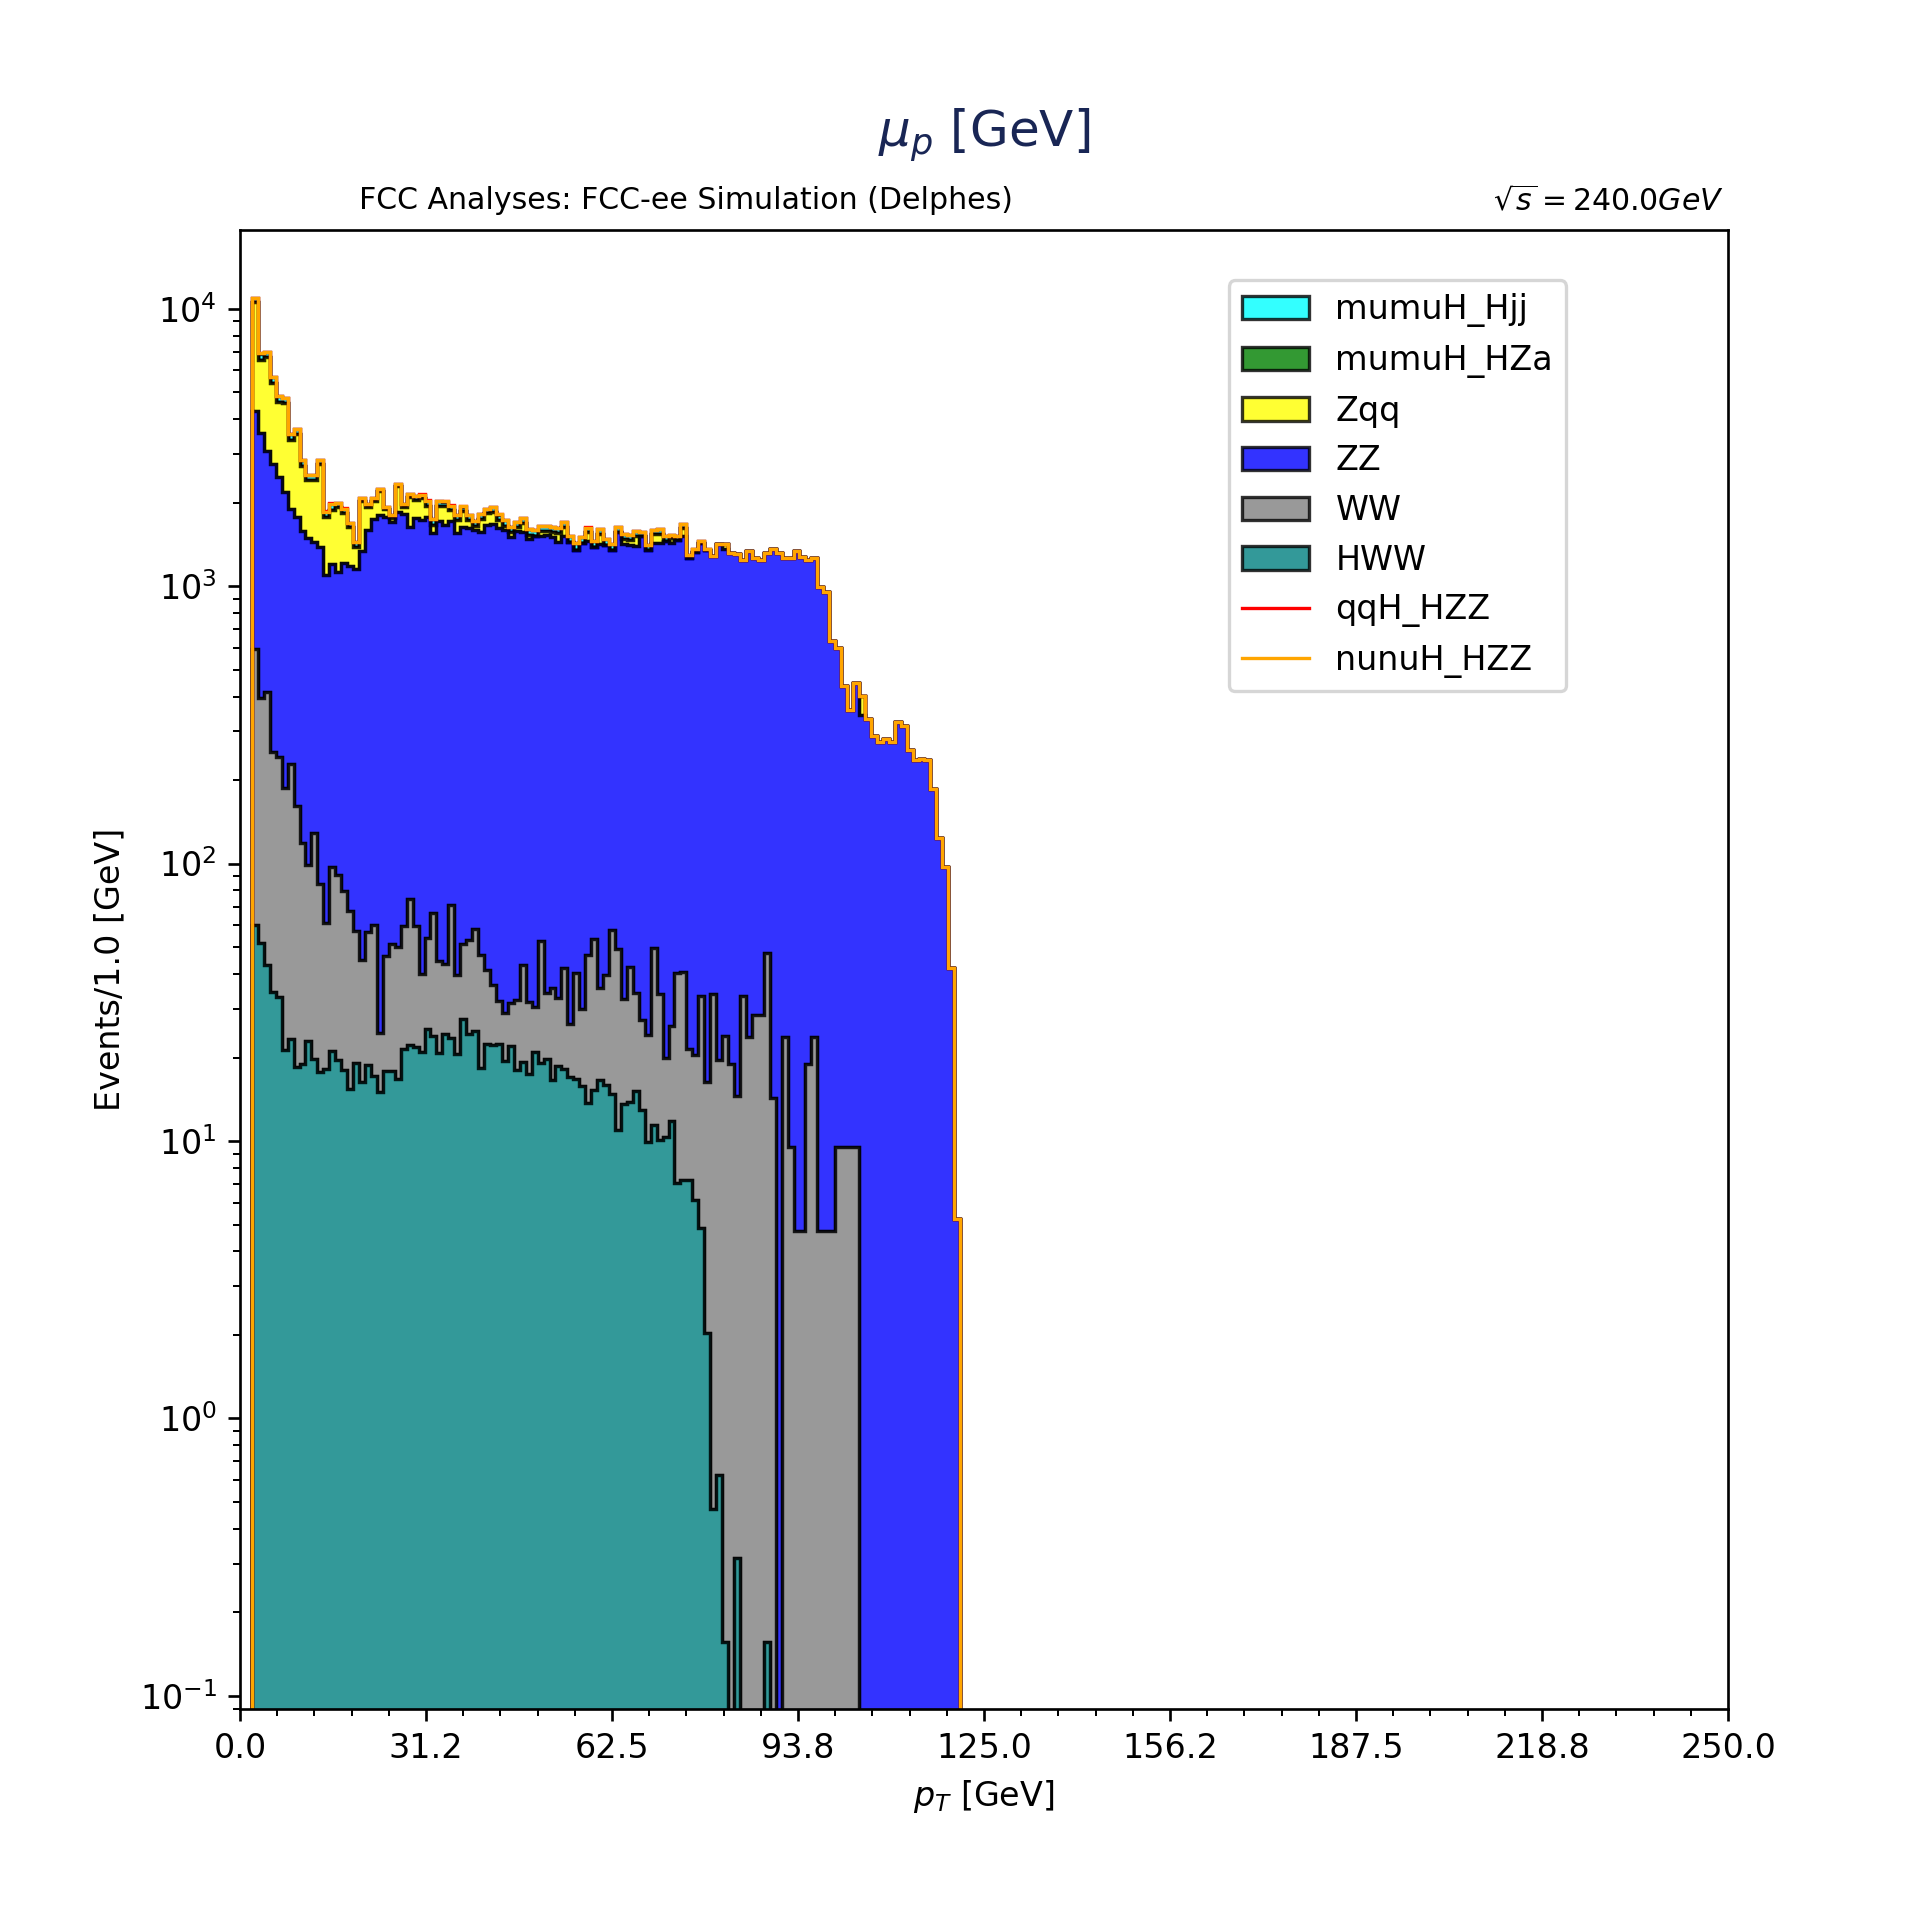 μp [GeV]
FCC Analyses: FCC-ee Simulation (Delphes)
√s = 240.0GeV
mumuH_Hjj
mumuH_HZa
Zqq
ZZ
WW
HWW
qqH_HZZ
nunuH_HZZ
Events/1.0 [GeV]
10⁴
10³
10²
10¹
10⁰
10⁻¹
0.0 31.2 62.5 93.8 125.0 156.2 187.5 218.8 250.0
pT [GeV]